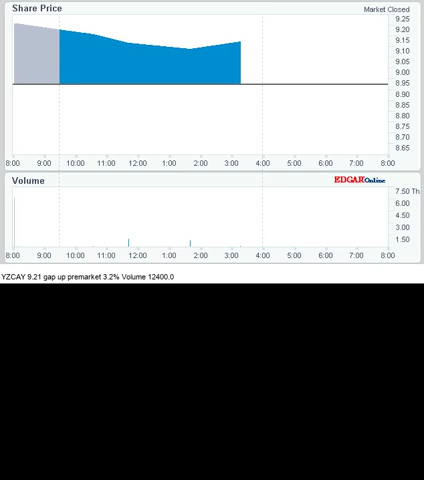 Share Price
Market Closed
9.25
9.20
9.15
9.10
9.05
9.00
8.95
8.90
8.85
8.80
8.75
8.70
8.65
8:00 9:00 10:00 11:00 12:00 1:00 2:00 3:00 4:00 5:00 6:00 7:00 8:00
Volume
EDGAROnline
7.50 Th
6.00
4.50
3.00
1.50
8:00 9:00 10:00 11:00 12:00 1:00 2:00 3:00 4:00 5:00 6:00 7:00 8:00
YZCAY 9.21 gap up premarket 3.2% Volume 12400.0